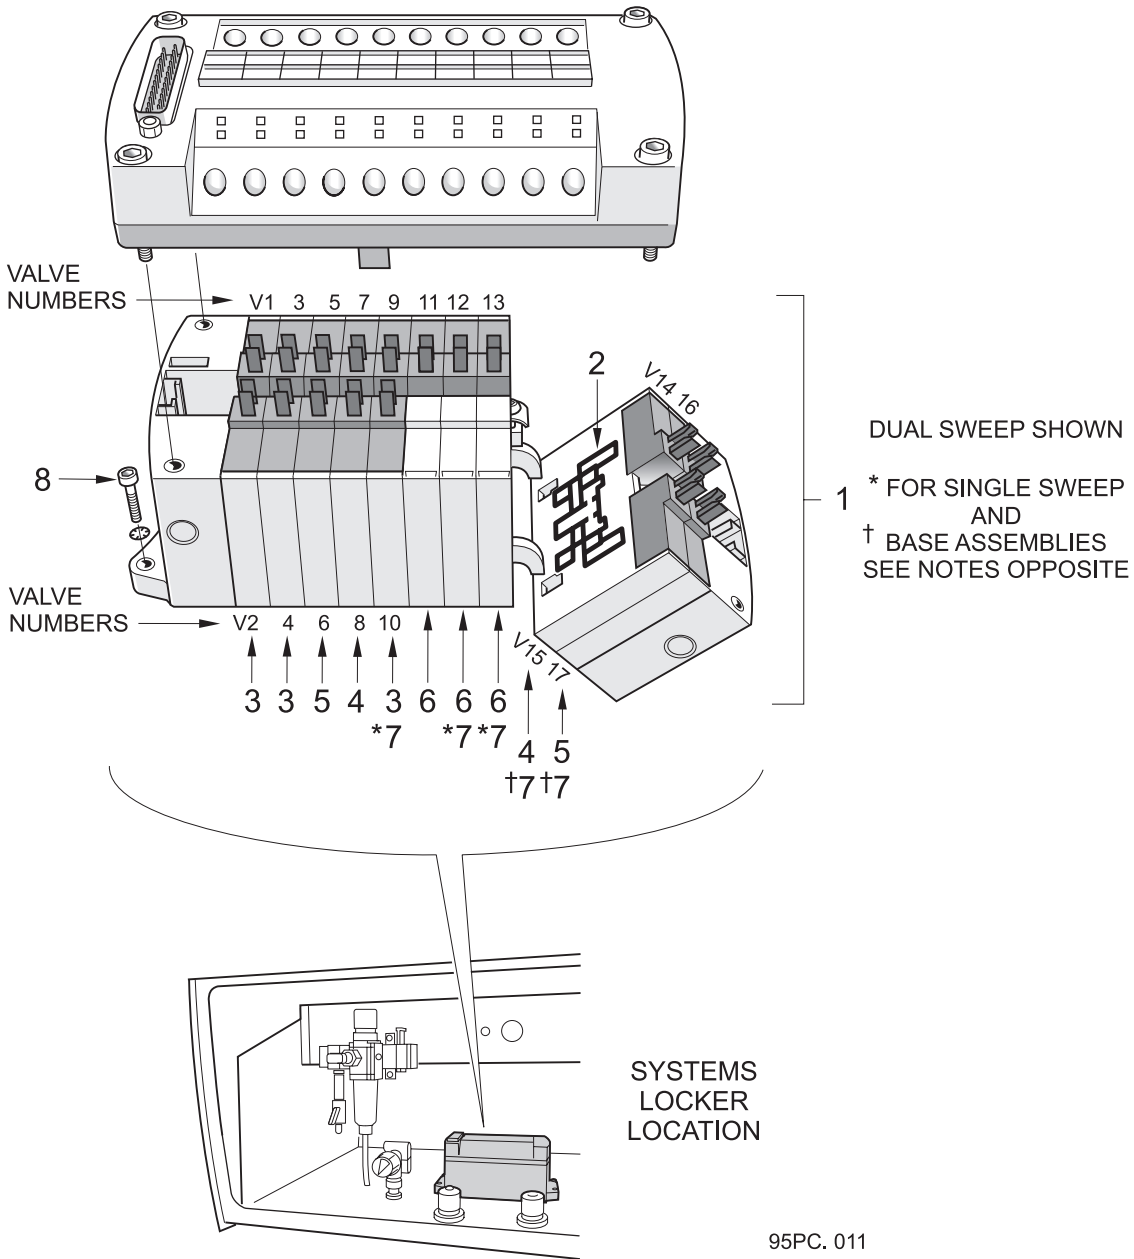 VALVE
NUMBERS
V1 3 5 7 9 11 12 13
2
V14 16
DUAL SWEEP SHOWN
8
1
* FOR SINGLE SWEEP
AND
† BASE ASSEMBLIES
SEE NOTES OPPOSITE
VALVE
NUMBERS
V2 4 6 8 10
V15 17
3 3 5 4 3 6 6 6
*7 *7 *7
4 5
†7 †7
SYSTEMS
LOCKER
LOCATION
95PC. 011